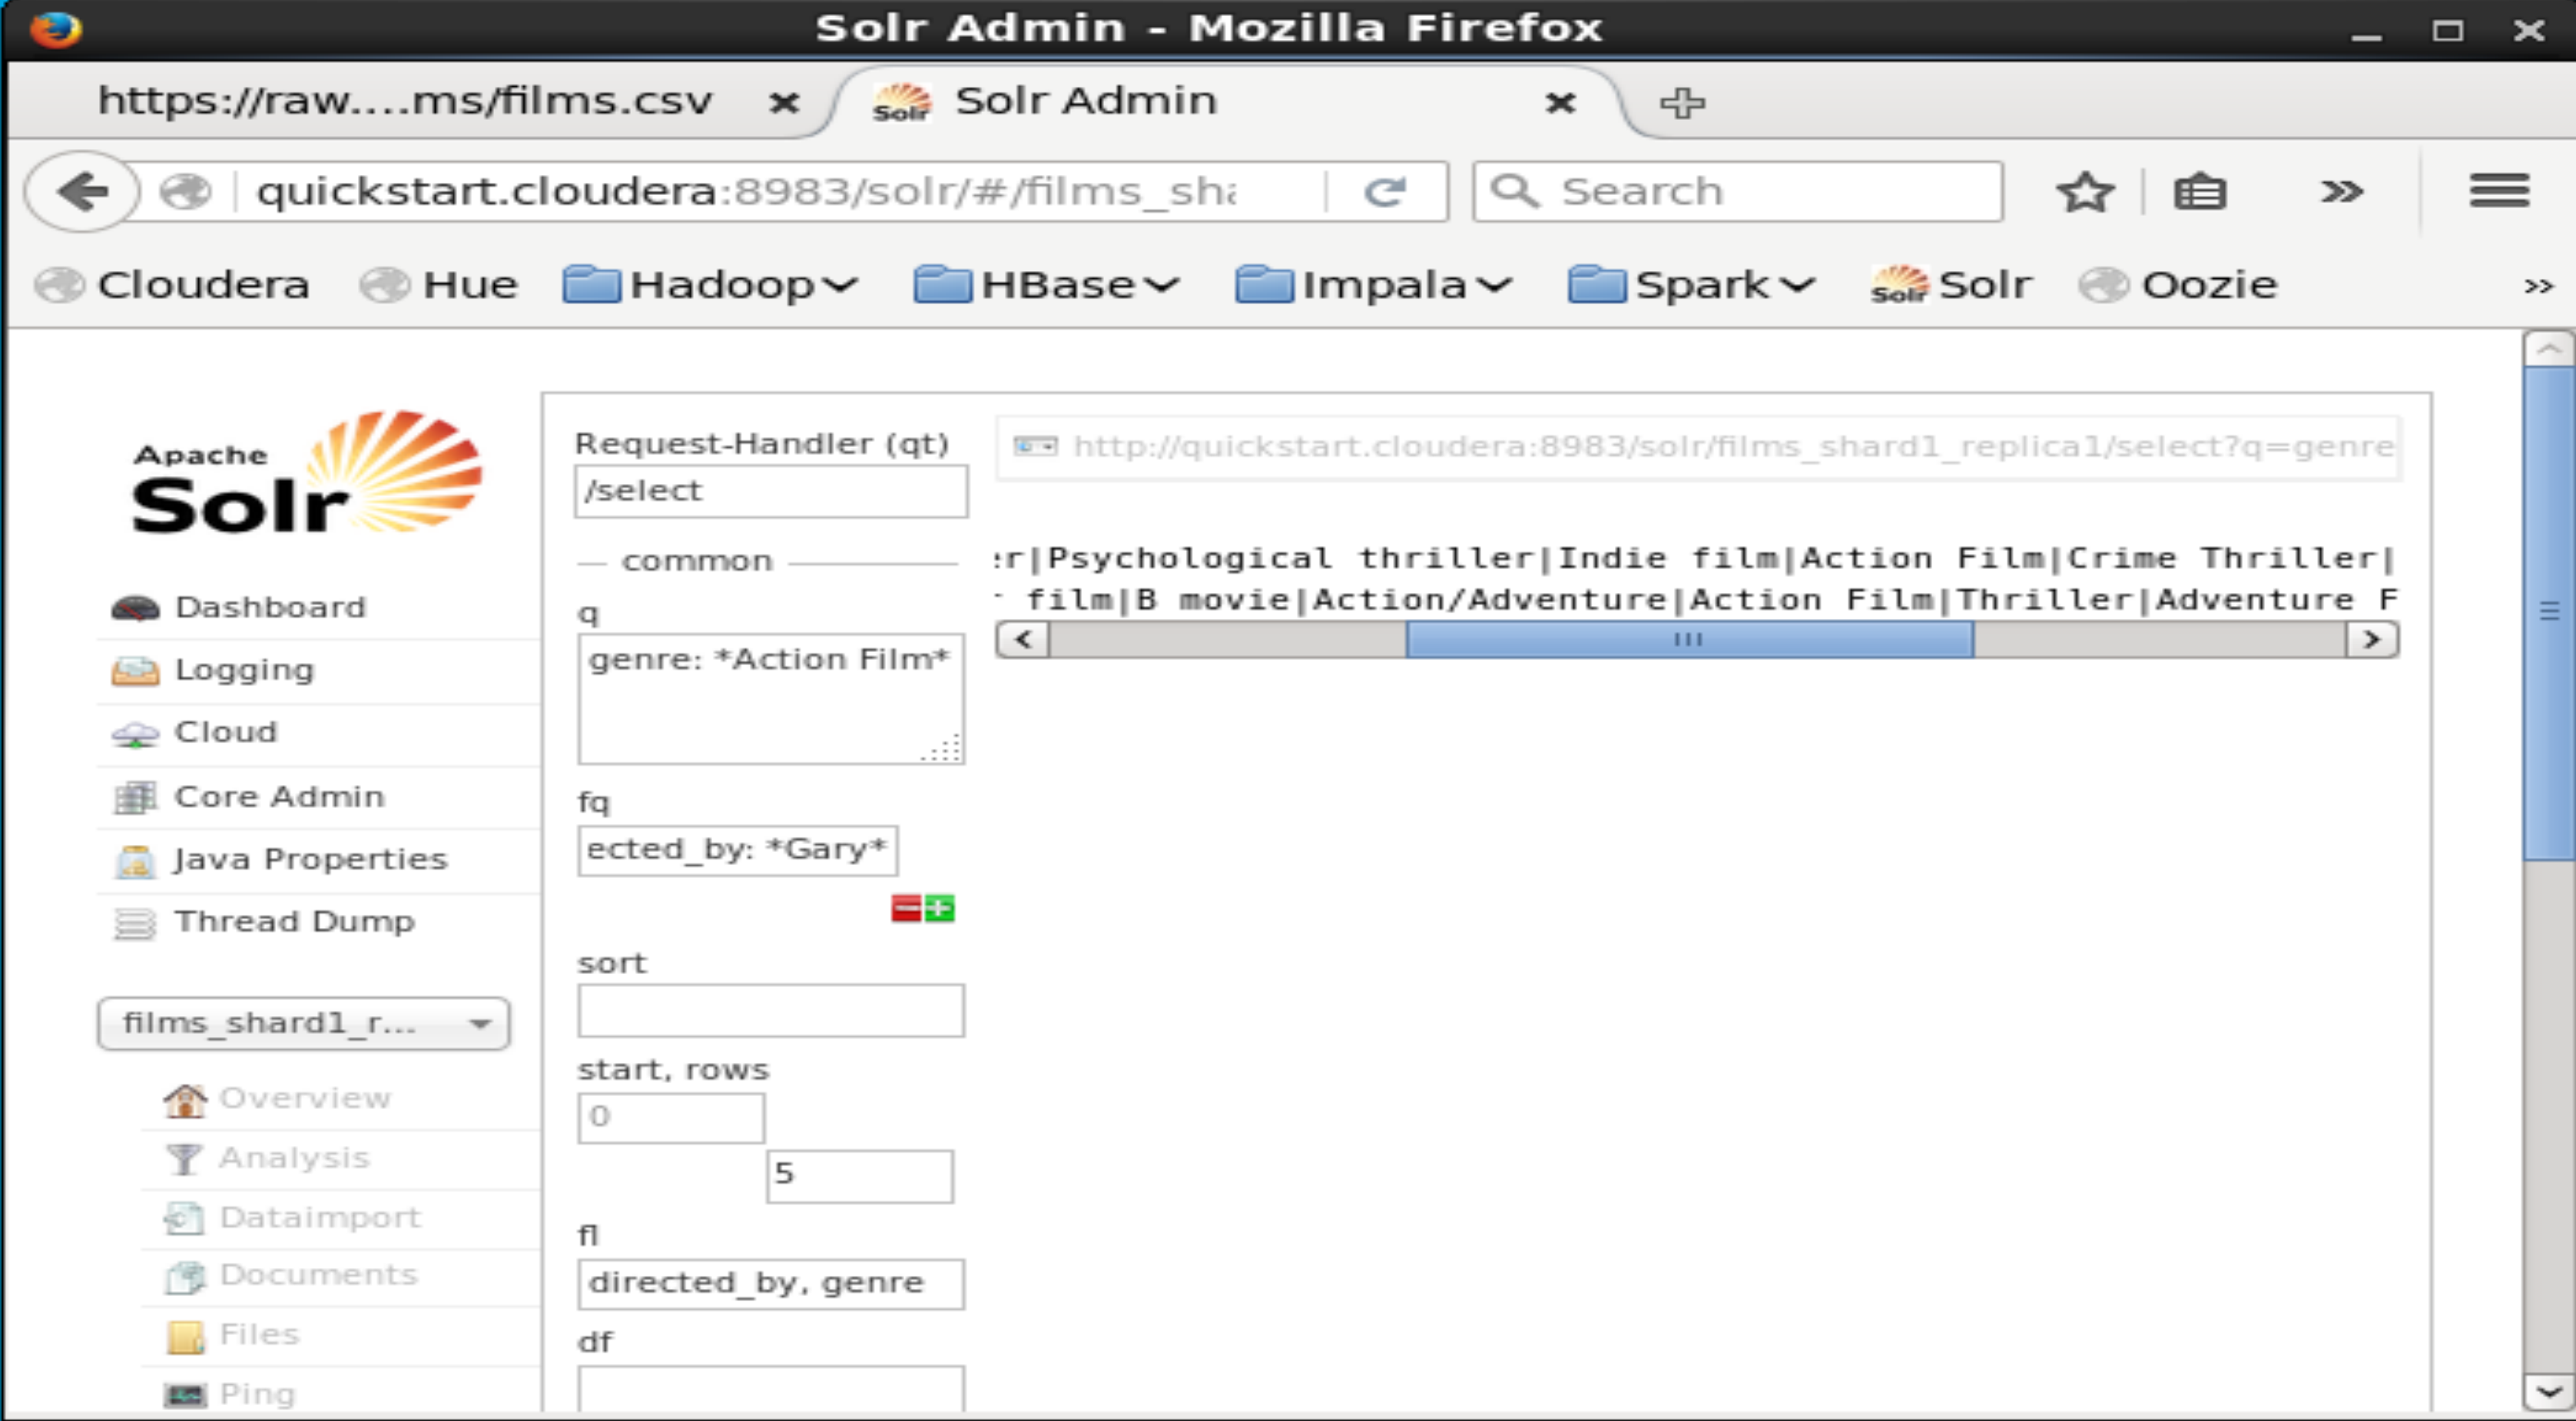 Solr Admin - Mozilla Firefox
https://raw....ms/films.csv
Solr Solr Admin
quickstart.cloudera:8983/solr/#/films_sha
Search
Cloudera Hue Hadoop HBase Impala Spark Solr Solr Oozie
Apache
Solr
Dashboard
Logging
Cloud
Core Admin
Java Properties
Thread Dump
films_shard1_r...
Overview
Analysis
Dataimport
Documents
Files
Ping
Request-Handler (qt)
/select
common
q
genre: *Action Film*
fq
ected_by: *Gary*
sort
start, rows
0
5
fl
directed_by, genre
df
http://quickstart.cloudera:8983/solr/films_shard1_replica1/select?q=genre
er|Psychological thriller|Indie film|Action Film|Crime Thriller|
film|B movie|Action/Adventure|Action Film|Thriller|Adventure F